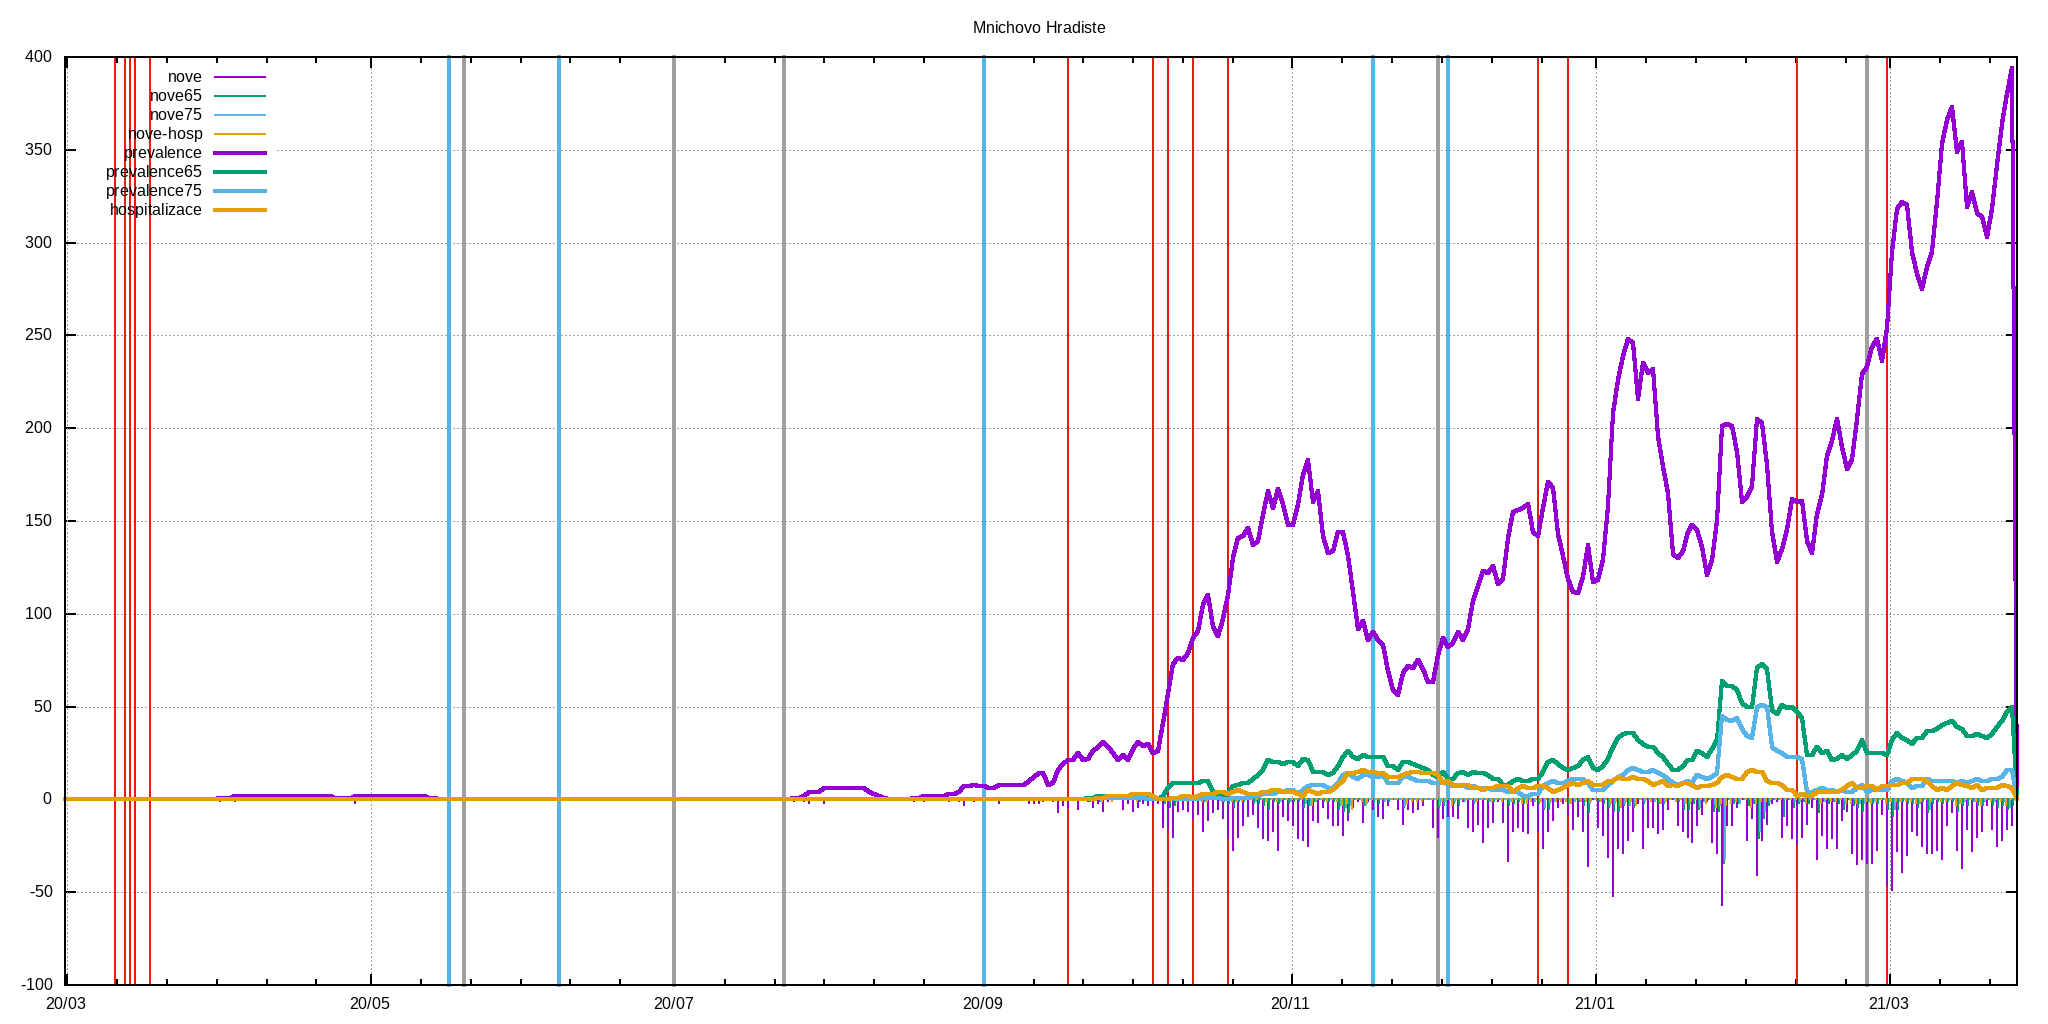 Mnichovo Hradiste
400
350
300
250
200
150
100
50
0
-50
-100
nove
nove65
nove75
nove-hosp
prevalence
prevalence65
prevalence75
hospitalizace
20/03 20/05 20/07 20/09 20/11 21/01 21/03